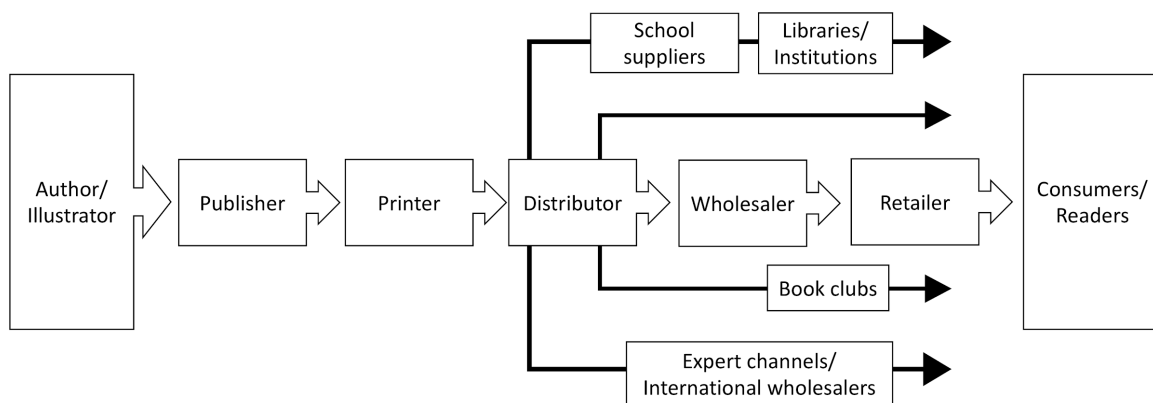 School
suppliers
Libraries/
Institutions
Author/
Illustrator
Publisher
Printer
Distributor
Wholesaler
Retailer
Consumers/
Readers
Book clubs
Expert channels/
International wholesalers